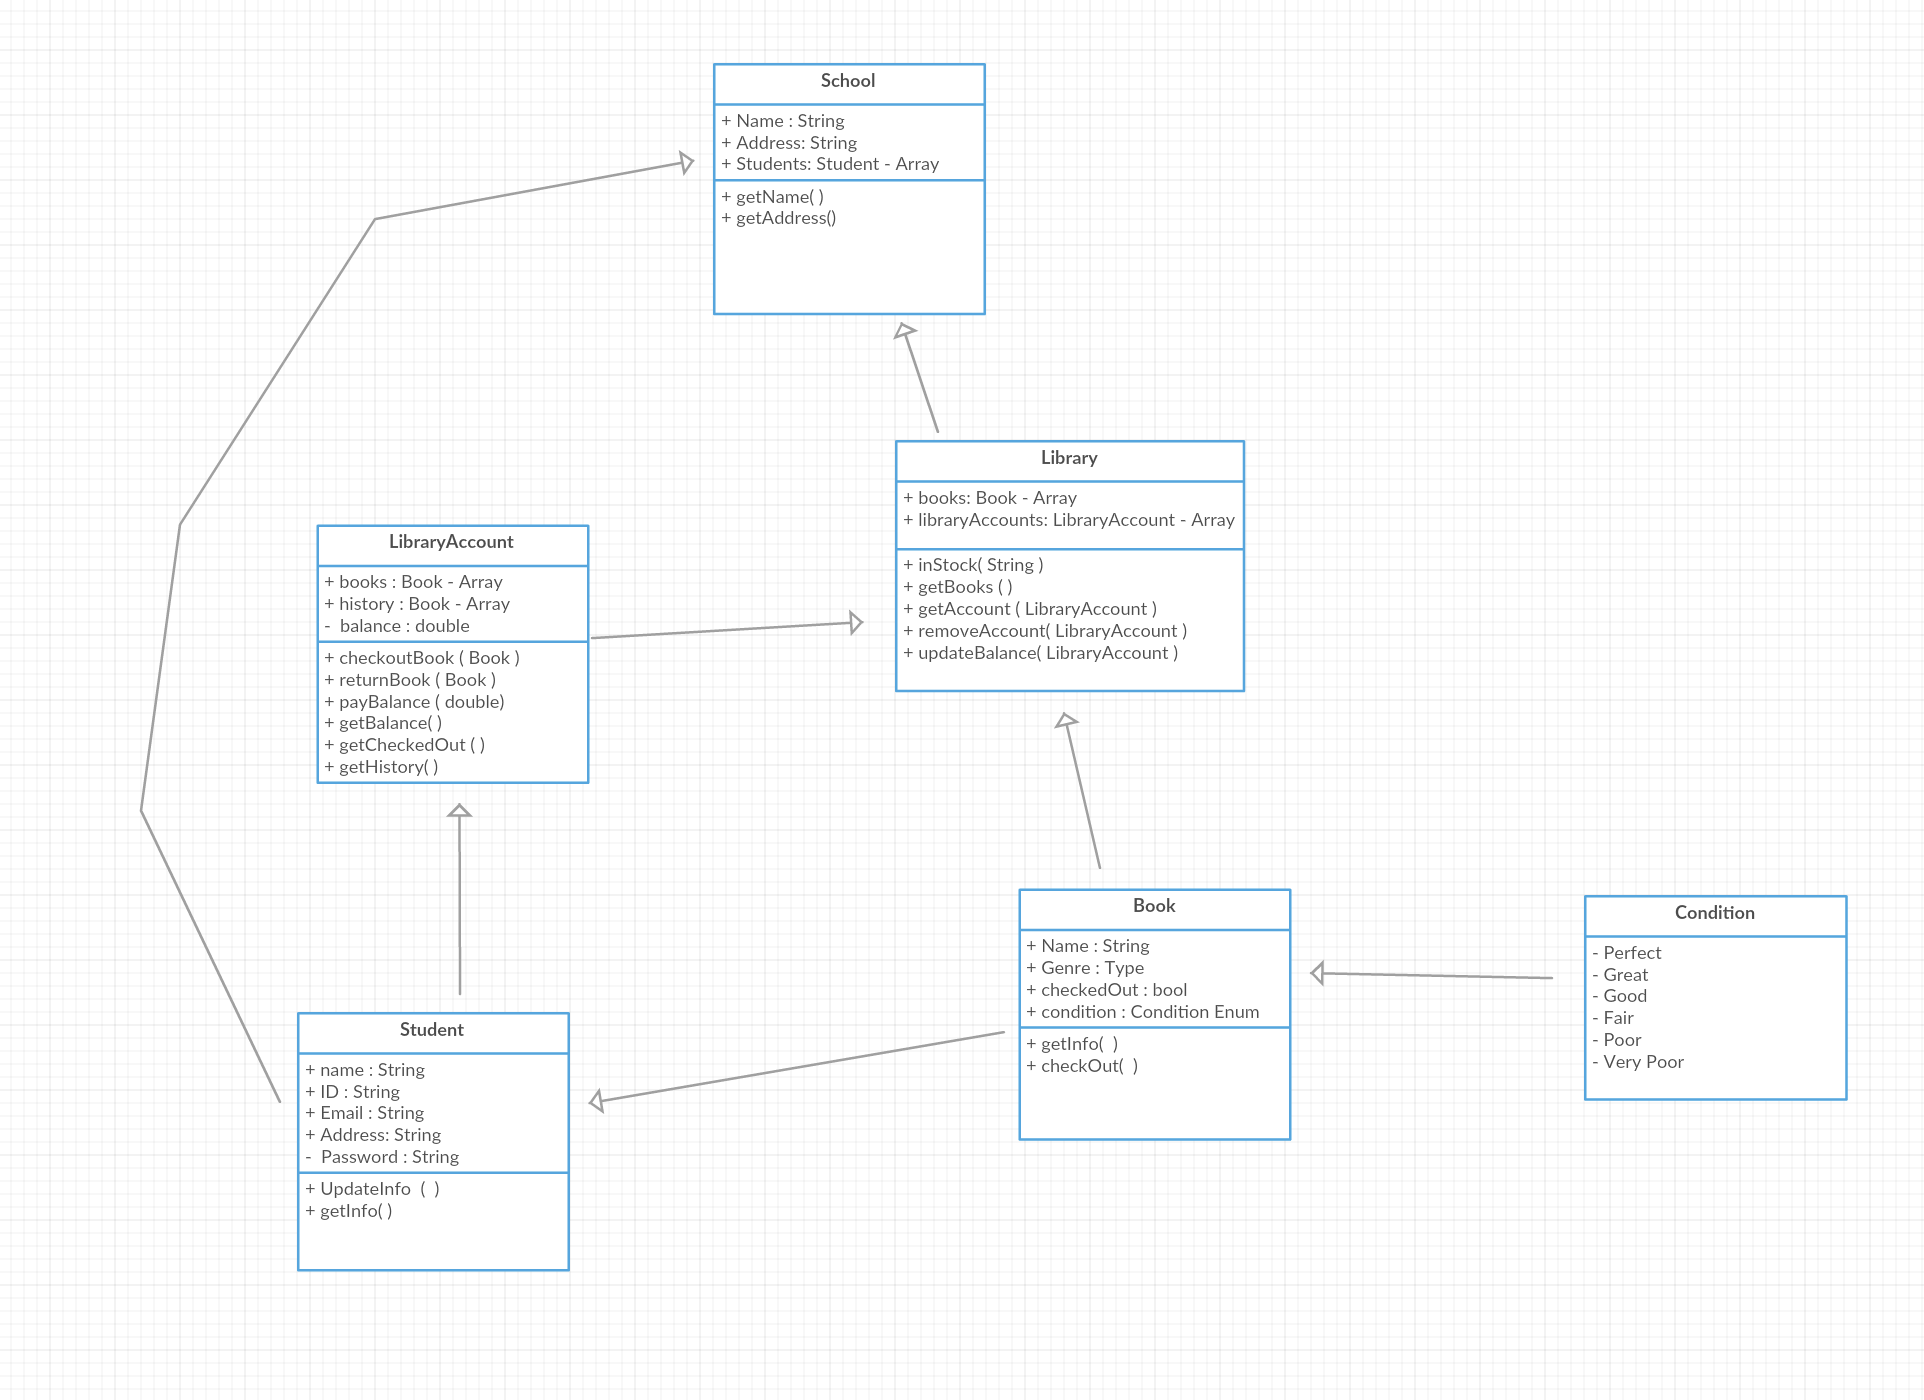 School
+ Name : String
+ Address: String
+ Students: Student - Array
+ getName( )
+ getAddress()
Library
+ books: Book - Array
+ libraryAccounts: LibraryAccount - Array
+ inStock( String )
+ getBooks ( )
+ getAccount ( LibraryAccount )
+ removeAccount( LibraryAccount )
+ updateBalance( LibraryAccount )
LibraryAccount
+ books : Book - Array
+ history : Book - Array
-  balance : double
+ checkoutBook ( Book )
+ returnBook ( Book )
+ payBalance ( double)
+ getBalance( )
+ getCheckedOut ( )
+ getHistory( )
Book
+ Name : String
+ Genre : Type
+ checkedOut : bool
+ condition : Condition Enum
+ getInfo(  )
+ checkOut(  )
Condition
- Perfect
- Great
- Good
- Fair
- Poor
- Very Poor
Student
+ name : String
+ ID : String
+ Email : String
+ Address: String
-  Password : String
+ UpdateInfo  (  )
+ getInfo( )